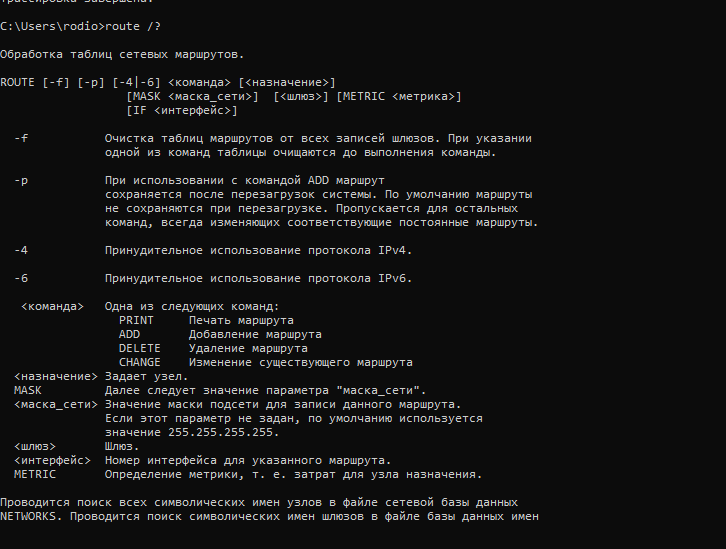 трассировка завершена.
C:\Users\rodio>route /?
Обработка таблиц сетевых маршрутов.
ROUTE [-f] [-p] [-4|-6] <команда> [<назначение>]
[MASK <маска_сети>]  [<шлюз>] [METRIC <метрика>]
[IF <интерфейс>]
-f           Очистка таблиц маршрутов от всех записей шлюзов. При указании
одной из команд таблицы очищаются до выполнения команды.
-p           При использовании с командой ADD маршрут
сохраняется после перезагрузок системы. По умолчанию маршруты
не сохраняются при перезагрузке. Пропускается для остальных
команд, всегда изменяющих соответствующие постоянные маршруты.
-4           Принудительное использование протокола IPv4.
-6           Принудительное использование протокола IPv6.
<команда>   Одна из следующих команд:
PRINT     Печать маршрута
ADD       Добавление маршрута
DELETE    Удаление маршрута
CHANGE    Изменение существующего маршрута
<назначение> Задает узел.
MASK         Далее следует значение параметра "маска_сети".
<маска_сети> Значение маски подсети для записи данного маршрута.
Если этот параметр не задан, по умолчанию используется
значение 255.255.255.255.
<шлюз>       Шлюз.
<интерфейс>  Номер интерфейса для указанного маршрута.
METRIC       Определение метрики, т. е. затрат для узла назначения.
Проводится поиск всех символических имен узлов в файле сетевой базы данных
NETWORKS. Проводится поиск символических имен шлюзов в файле базы данных имен